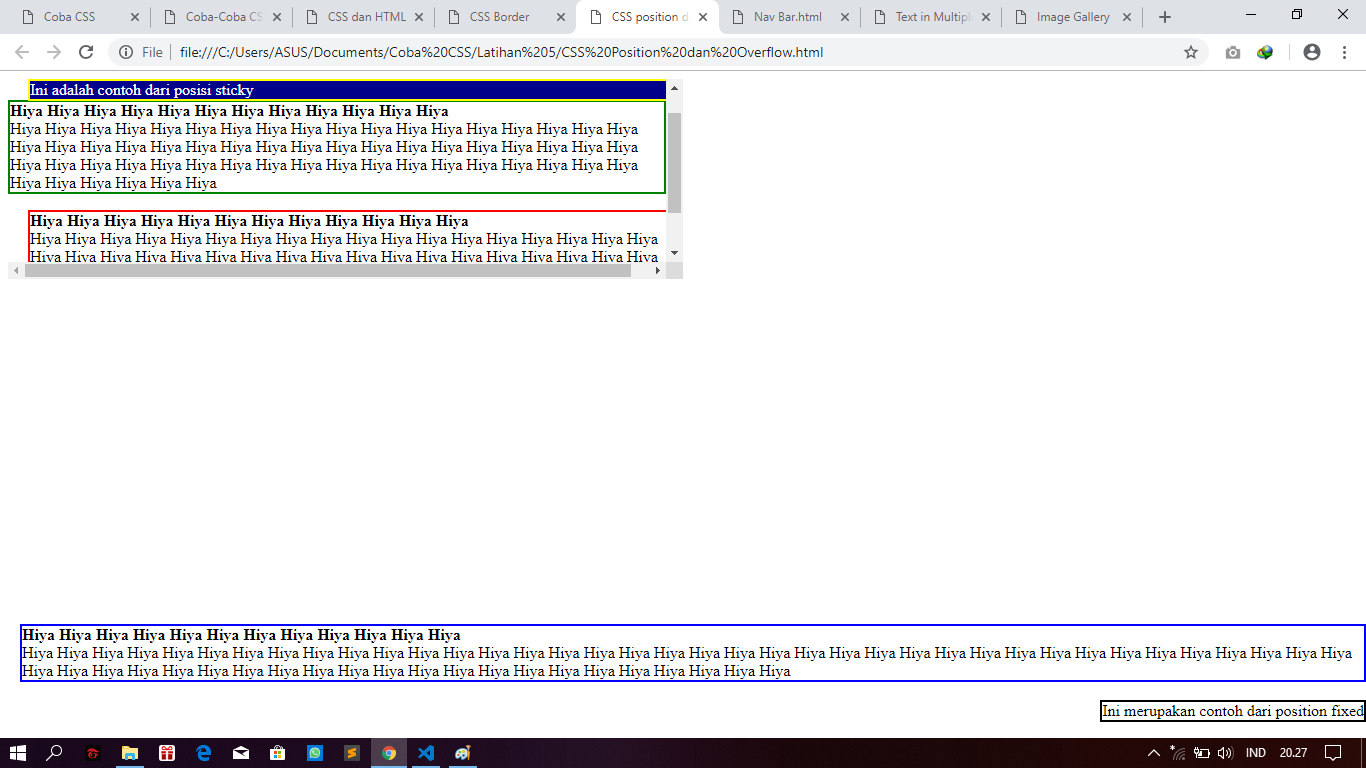 Coba CSS
Coba-Coba CS
CSS dan HTML
CSS Border
CSS position d
Nav Bar.html
Text in Multipl
Image Gallery
File
file:///C:/Users/ASUS/Documents/Coba%20CSS/Latihan%205/CSS%20Position%20dan%20Overflow.html
Ini adalah contoh dari posisi sticky
Hiya Hiya Hiya Hiya Hiya Hiya Hiya Hiya Hiya Hiya Hiya Hiya
Hiya Hiya Hiya Hiya Hiya Hiya Hiya Hiya Hiya Hiya Hiya Hiya Hiya Hiya Hiya Hiya Hiya Hiya
Hiya Hiya Hiya Hiya Hiya Hiya Hiya Hiya Hiya Hiya Hiya Hiya Hiya Hiya Hiya Hiya Hiya Hiya
Hiya Hiya Hiya Hiya Hiya Hiya Hiya Hiya Hiya Hiya Hiya Hiya Hiya Hiya Hiya Hiya Hiya Hiya
Hiya Hiya Hiya Hiya Hiya Hiya
Hiya Hiya Hiya Hiya Hiya Hiya Hiya Hiya Hiya Hiya Hiya Hiya
Hiya Hiya Hiya Hiya Hiya Hiya Hiya Hiya Hiya Hiya Hiya Hiya Hiya Hiya Hiya Hiya Hiya Hiya
Hiya Hiya Hiya Hiya Hiya Hiya Hiya Hiya Hiya Hiya Hiya Hiya Hiya Hiya Hiya Hiya Hiya Hiya
Hiya Hiya Hiya Hiya Hiya Hiya Hiya Hiya Hiya Hiya Hiya Hiya
Hiya Hiya Hiya Hiya Hiya Hiya Hiya Hiya Hiya Hiya Hiya Hiya Hiya Hiya Hiya Hiya Hiya Hiya Hiya Hiya Hiya Hiya Hiya Hiya Hiya Hiya Hiya Hiya Hiya Hiya Hiya Hiya Hiya Hiya Hiya Hiya Hiya Hiya
Hiya Hiya Hiya Hiya Hiya Hiya Hiya Hiya Hiya Hiya Hiya Hiya Hiya Hiya Hiya Hiya Hiya Hiya Hiya Hiya Hiya Hiya
Ini merupakan contoh dari position fixed
IND
20.27